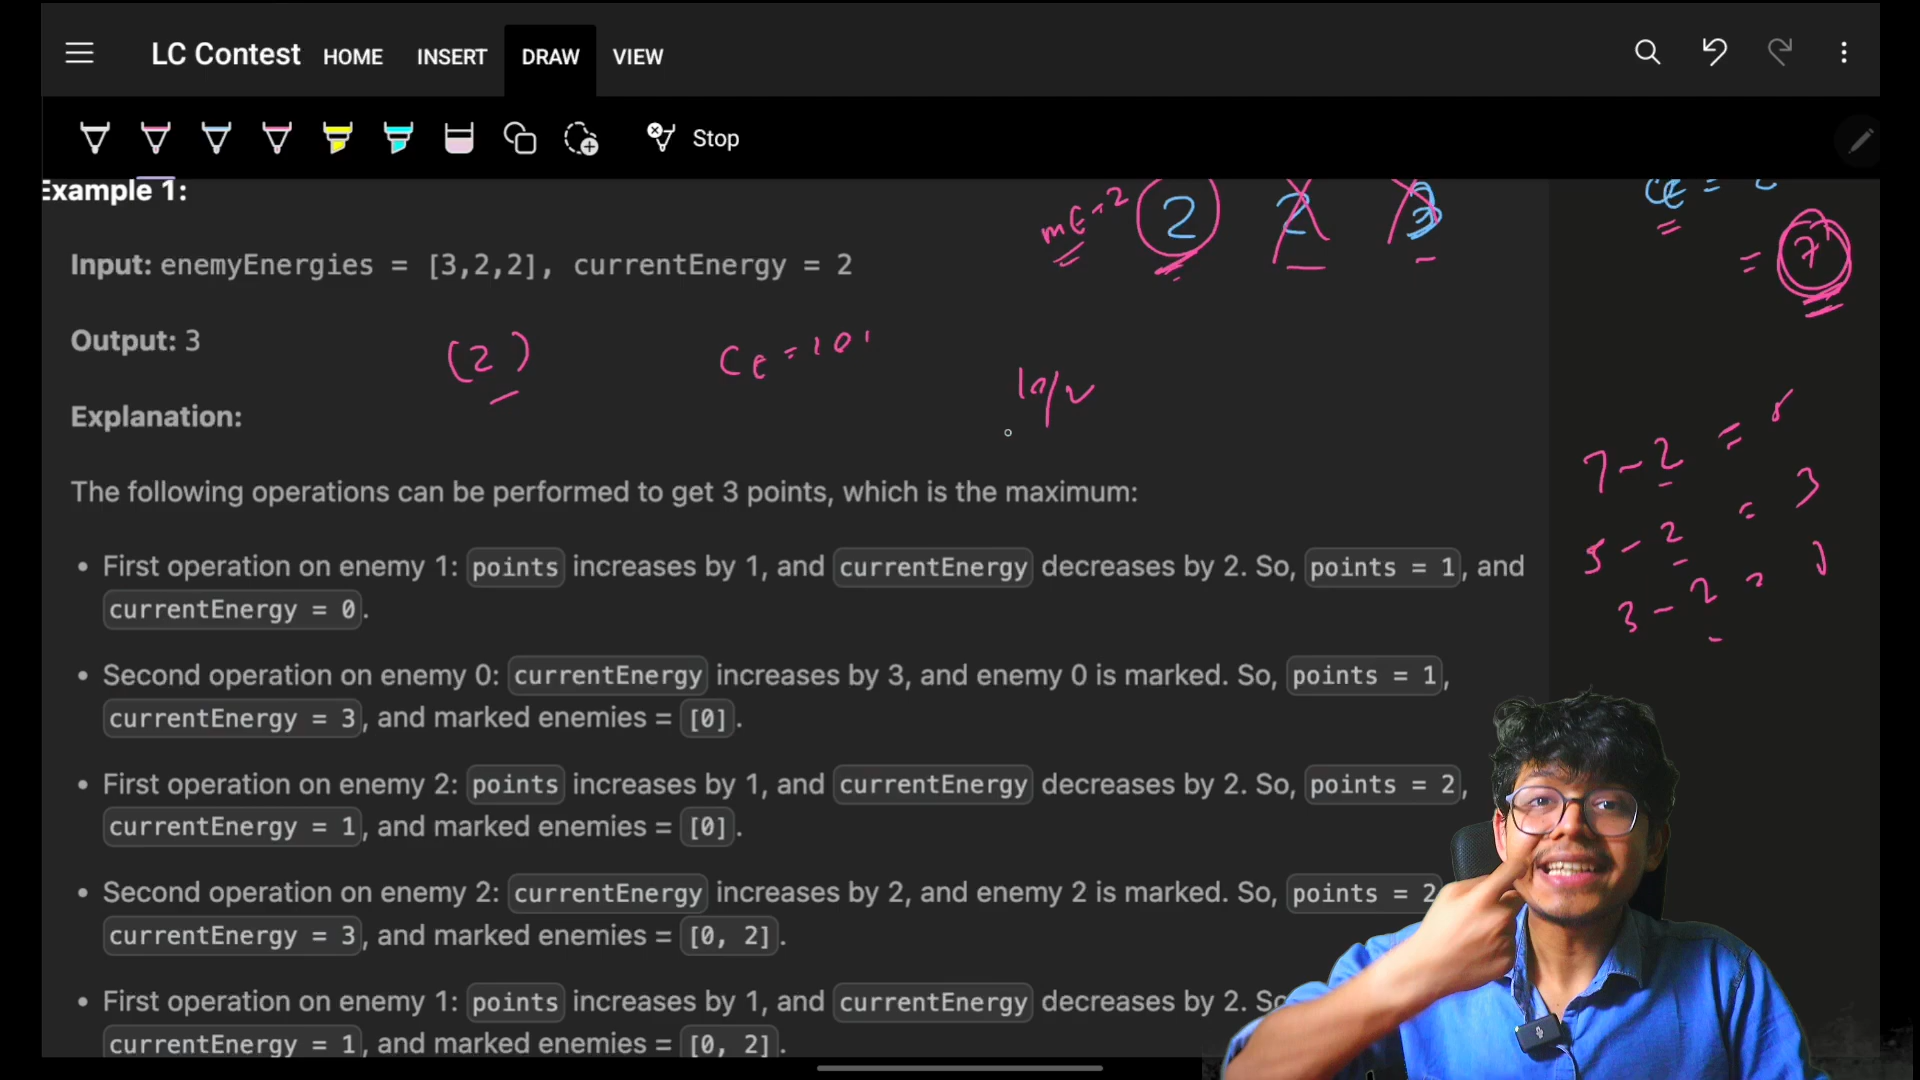 LC Contest HOME INSERT DRAW VIEW
Stop
Example 1:
mE=2 2 2 3
Input: enemyEnergies = [3,2,2], currentEnergy = 2
= 7
Output: 3
(2)
CE = 101
Explanation:
7-2 =
The following operations can be performed to get 3 points, which is the maximum:
5-2 = 3
First operation on enemy 1: points increases by 1, and currentEnergy decreases by 2. So, points = 1, and
currentEnergy = 0.
3-2 =
Second operation on enemy 0: currentEnergy increases by 3, and enemy 0 is marked. So, points = 1,
currentEnergy = 3, and marked enemies = [0].
First operation on enemy 2: points increases by 1, and currentEnergy decreases by 2. So, points = 2,
currentEnergy = 1, and marked enemies = [0].
Second operation on enemy 2: currentEnergy increases by 2, and enemy 2 is marked. So, points = 2
currentEnergy = 3, and marked enemies = [0, 2].
First operation on enemy 1: points increases by 1, and currentEnergy decreases by 2. So
currentEnergy = 1, and marked enemies = [0, 2].